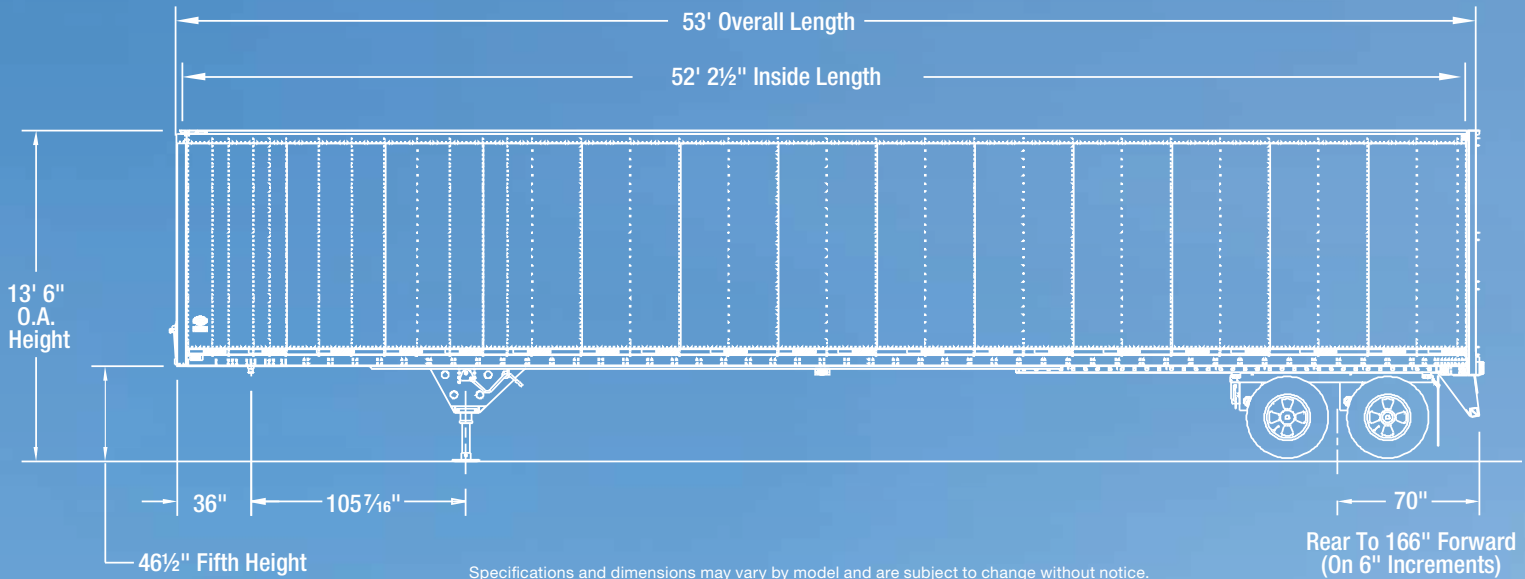 53' Overall Length
52' 2½" Inside Length
13' 6"
O.A.
Height
36"
105 7⁄16"
70"
46½" Fifth Height
Rear To 166" Forward
(On 6" Increments)
Specifications and dimensions may vary by model and are subject to change without notice.